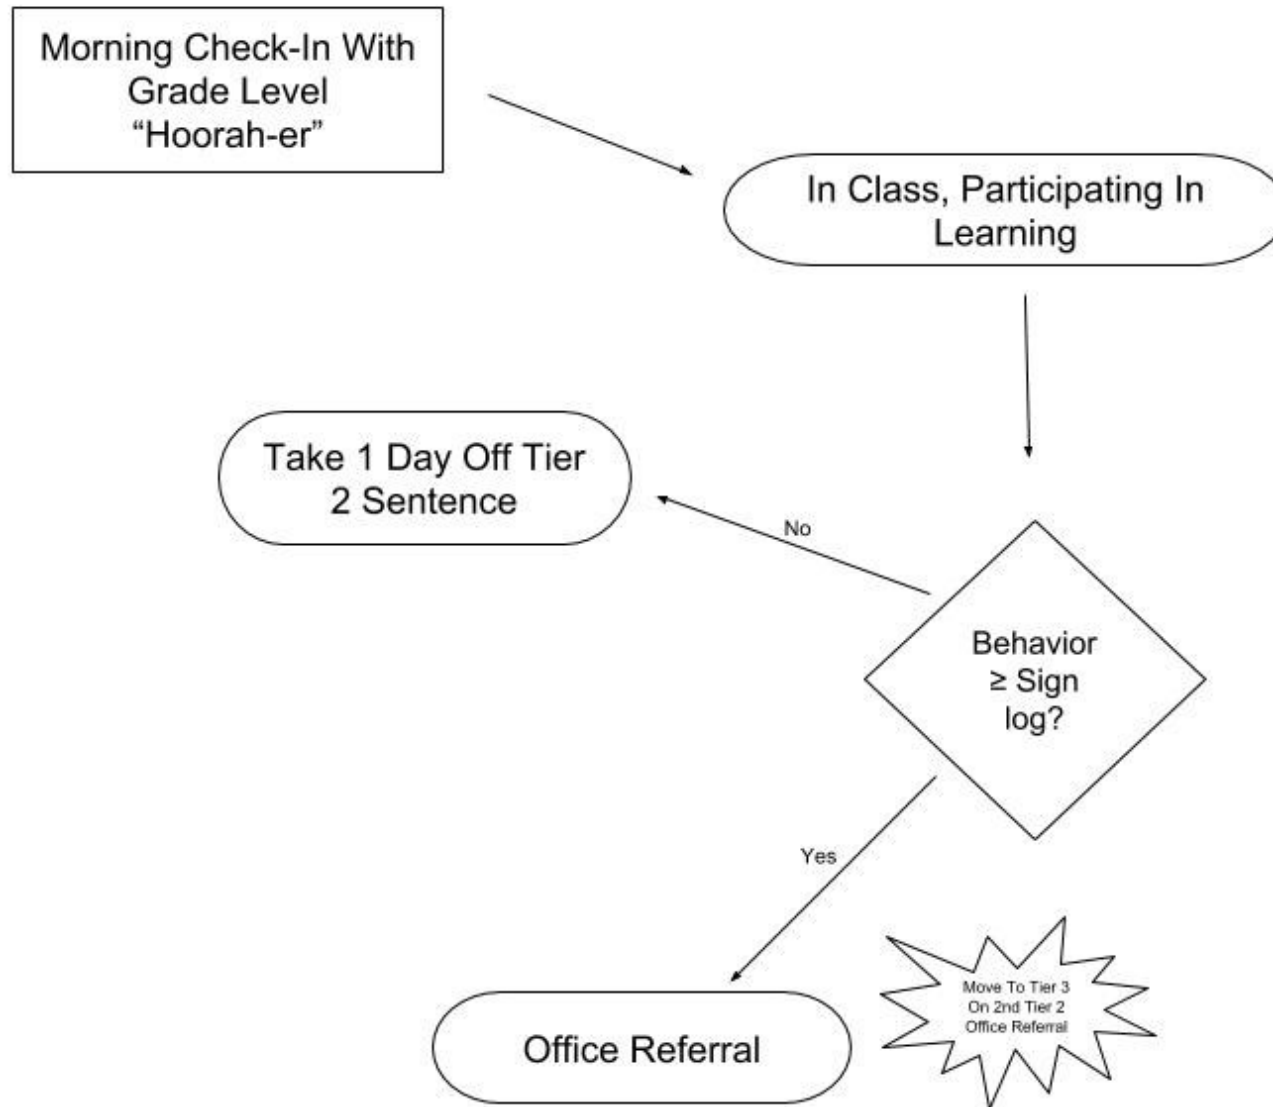 Morning Check-In With
Grade Level
“Hoorah-er”
In Class, Participating In
Learning
Take 1 Day Off Tier
2 Sentence
No
Behavior
≥ Sign
log?
Yes
Move To Tier 3
On 2nd Tier 2
Office Referral
Office Referral